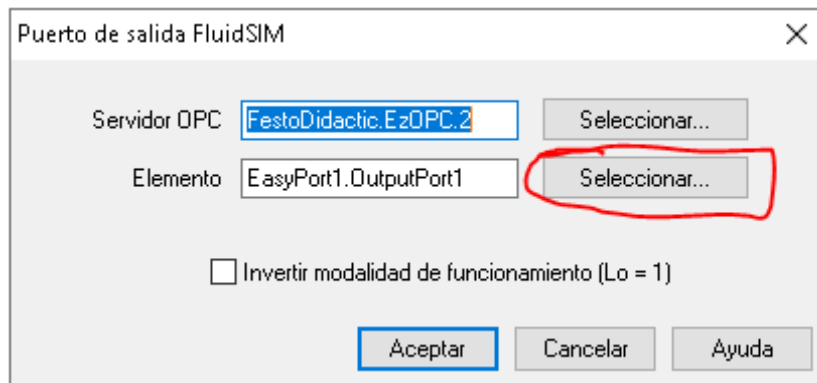 Puerto de salida FluidSIM
Servidor OPC FestoDidactic.EzOPC.2 Seleccionar...
Elemento EasyPort1.OutputPort1 Seleccionar...
Invertir modalidad de funcionamiento (Lo = 1)
Aceptar Cancelar Ayuda